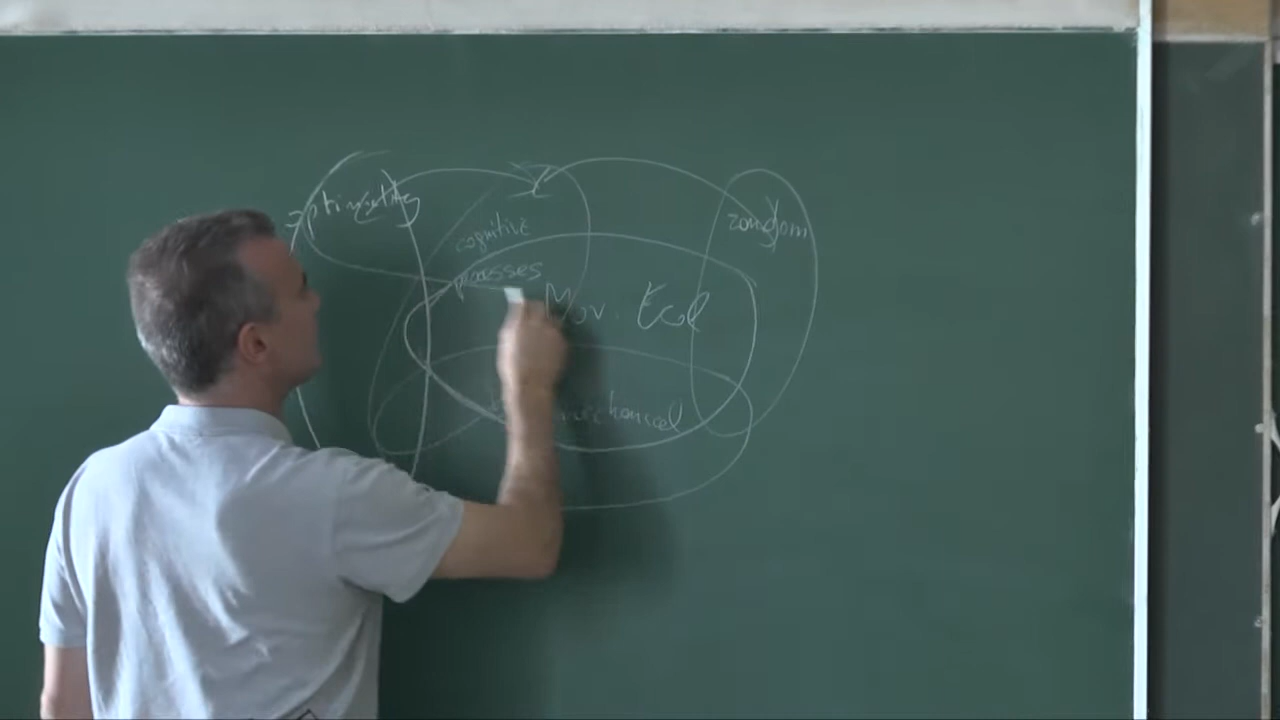 optimality
random
cognitive
processes
Mov. Ecol
mechanical